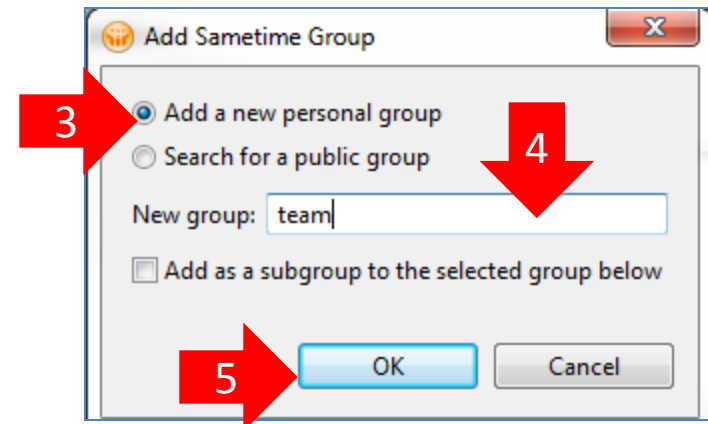 Add Sametime Group
3
Add a new personal group
Search for a public group
4
New group: team
Add as a subgroup to the selected group below
5
OK Cancel